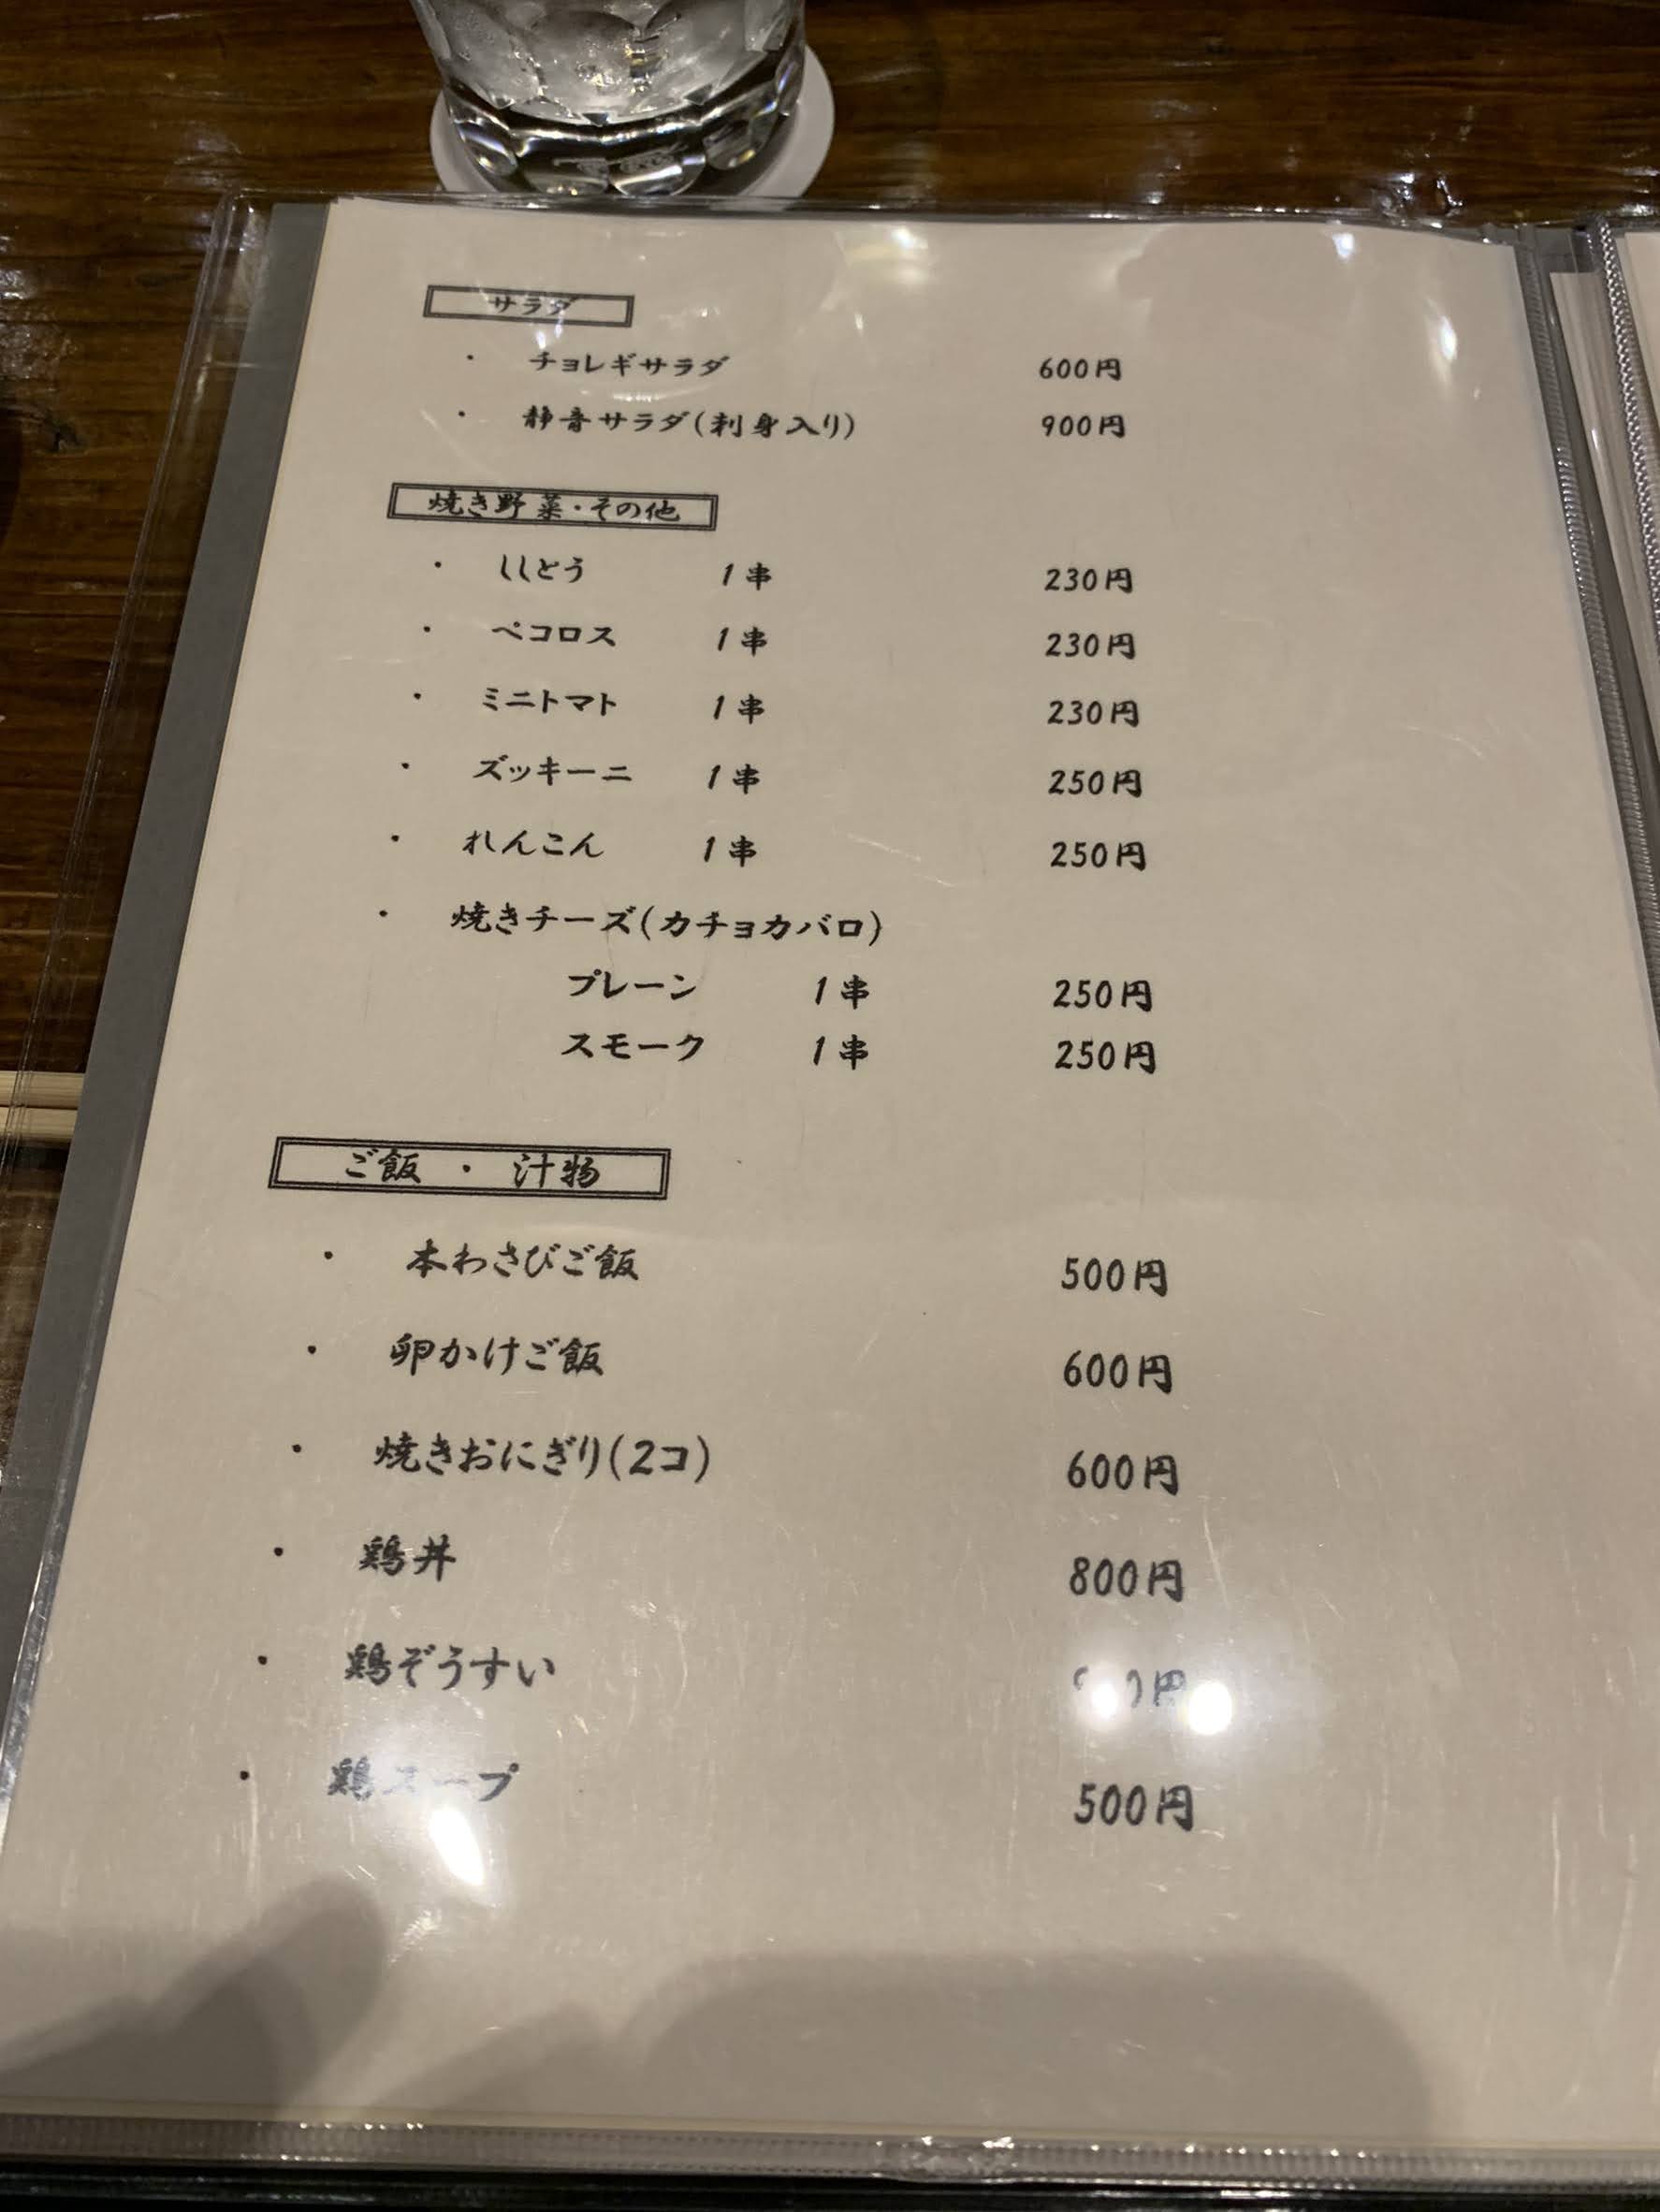 サラダ
・ チョレギサラダ 600円
・ 静音サラダ(刺身入り) 900円
焼き野菜・その他
・ ししとう 1串 230円
・ ペコロス 1串 230円
・ ミニトマト 1串 230円
・ ズッキーニ 1串 250円
・ れんこん 1串 250円
・ 焼きチーズ(カチョカバロ)
プレーン 1串 250円
スモーク 1串 250円
ご飯 ・ 汁物
・ 本わさびご飯 500円
・ 卵かけご飯 600円
・ 焼きおにぎり(2コ) 600円
・ 鶏丼 800円
・ 鶏ぞうすい
・ 鶏スープ 500円